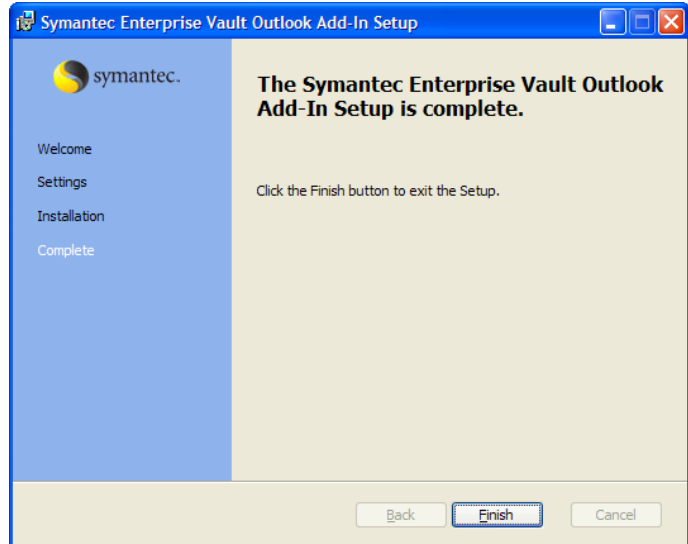 Symantec Enterprise Vault Outlook Add-In Setup
symantec.
The Symantec Enterprise Vault Outlook
Add-In Setup is complete.
Welcome
Settings
Click the Finish button to exit the Setup.
Installation
Complete
Back
Finish
Cancel